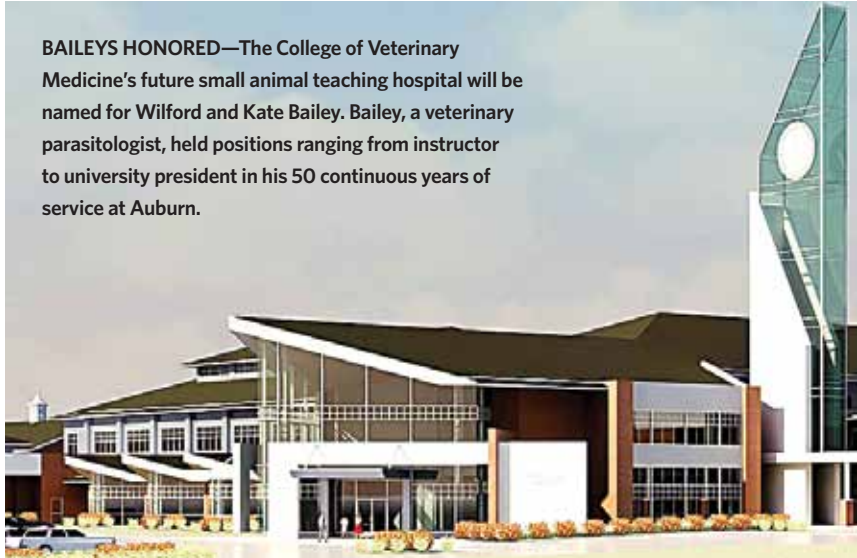 BAILEYS HONORED—The College of Veterinary
Medicine’s future small animal teaching hospital will be
named for Wilford and Kate Bailey. Bailey, a veterinary
parasitologist, held positions ranging from instructor
to university president in his 50 continuous years of
service at Auburn.